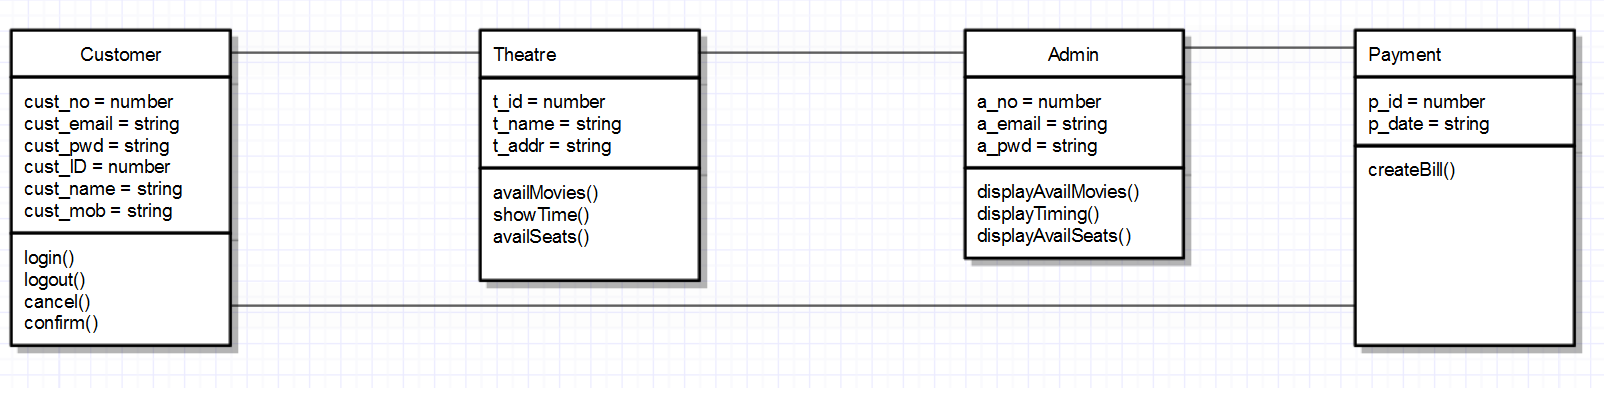 Customer
cust_no = number
cust_email = string
cust_pwd = string
cust_ID = number
cust_name = string
cust_mob = string
login()
logout()
cancel()
confirm()
Theatre
t_id = number
t_name = string
t_addr = string
availMovies()
showTime()
availSeats()
Admin
a_no = number
a_email = string
a_pwd = string
displayAvailMovies()
displayTiming()
displayAvailSeats()
Payment
p_id = number
p_date = string
createBill()